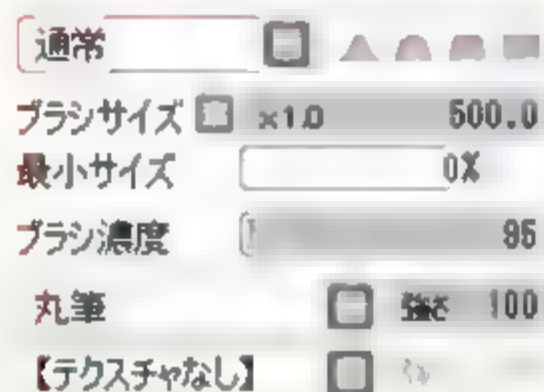 通常
ブラシサイズ ×1.0 500.0
最小サイズ 0%
ブラシ濃度 95
丸筆 強さ 100
【テクスチャなし】